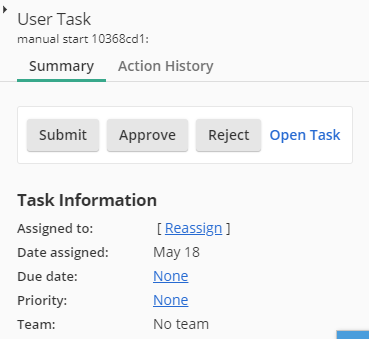 User Task
manual start 10368cd1:
Summary Action History
Submit Approve Reject Open Task
Task Information
Assigned to: [ Reassign ]
Date assigned: May 18
Due date: None
Priority: None
Team: No team